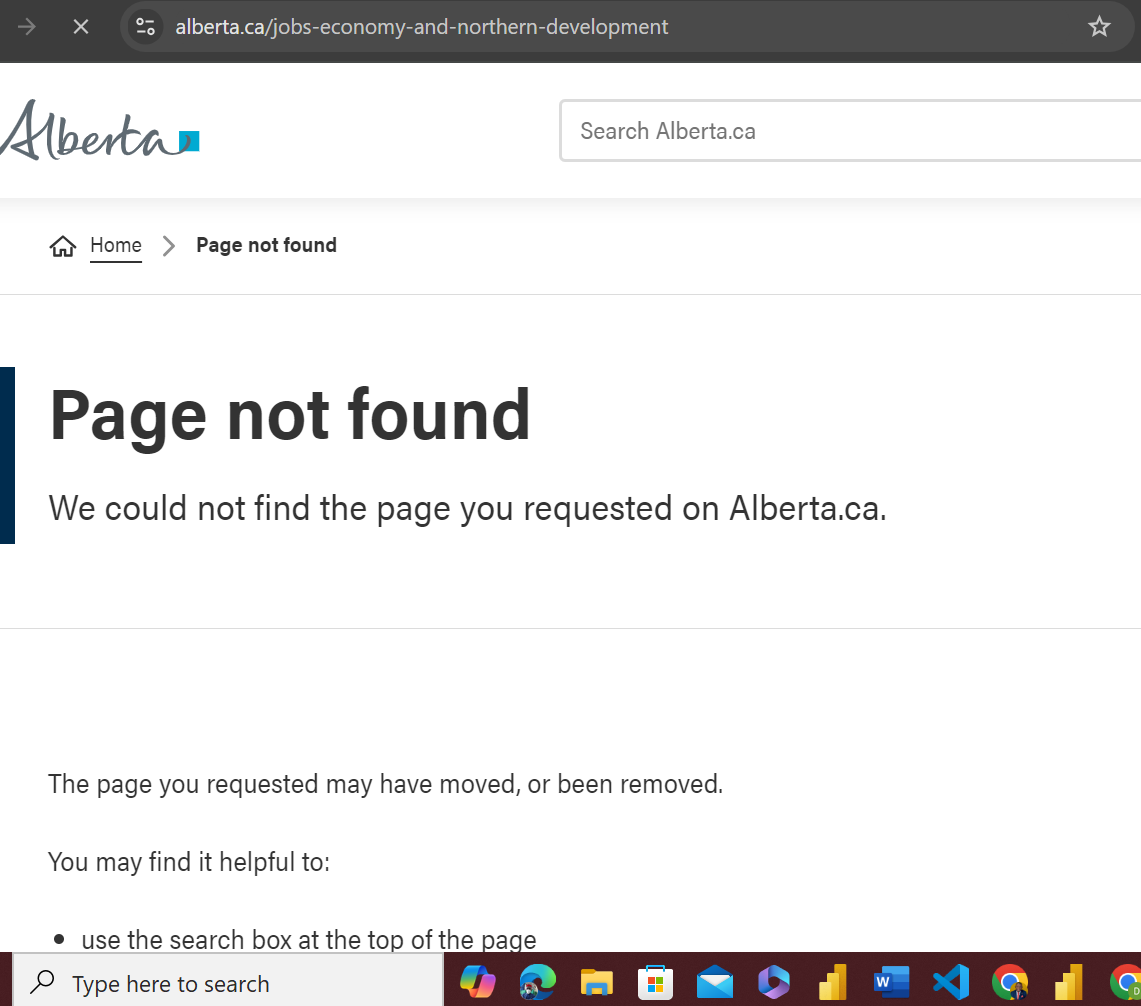 alberta.ca/jobs-economy-and-northern-development
Alberta
Search Alberta.ca
Home
Page not found
Page not found
We could not find the page you requested on Alberta.ca.
The page you requested may have moved, or been removed.
You may find it helpful to:
• use the search box at the top of the page
Type here to search
W
D